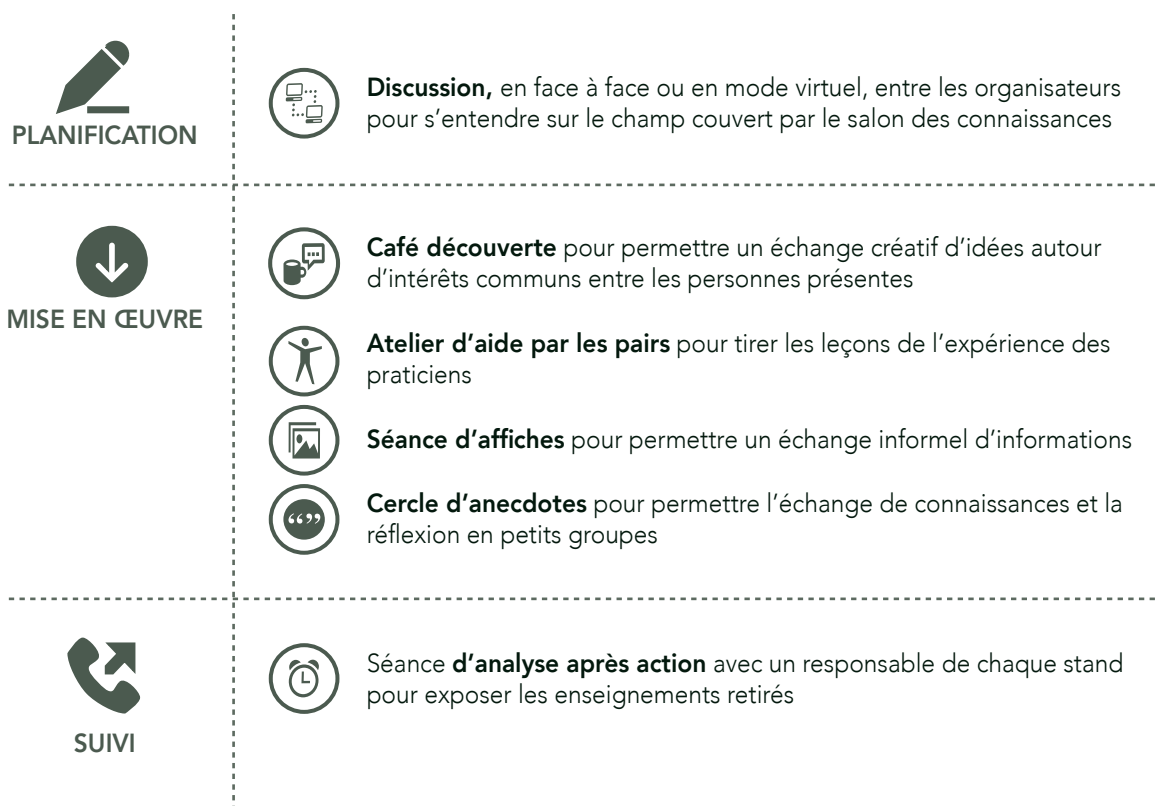 PLANIFICATION
Discussion, en face à face ou en mode virtuel, entre les organisateurs
pour s’entendre sur le champ couvert par le salon des connaissances
MISE EN ŒUVRE
Café découverte pour permettre un échange créatif d’idées autour
d’intérêts communs entre les personnes présentes
Atelier d’aide par les pairs pour tirer les leçons de l’expérience des
praticiens
Séance d’affiches pour permettre un échange informel d’informations
Cercle d’anecdotes pour permettre l’échange de connaissances et la
réflexion en petits groupes
SUIVI
Séance d’analyse après action avec un responsable de chaque stand
pour exposer les enseignements retirés